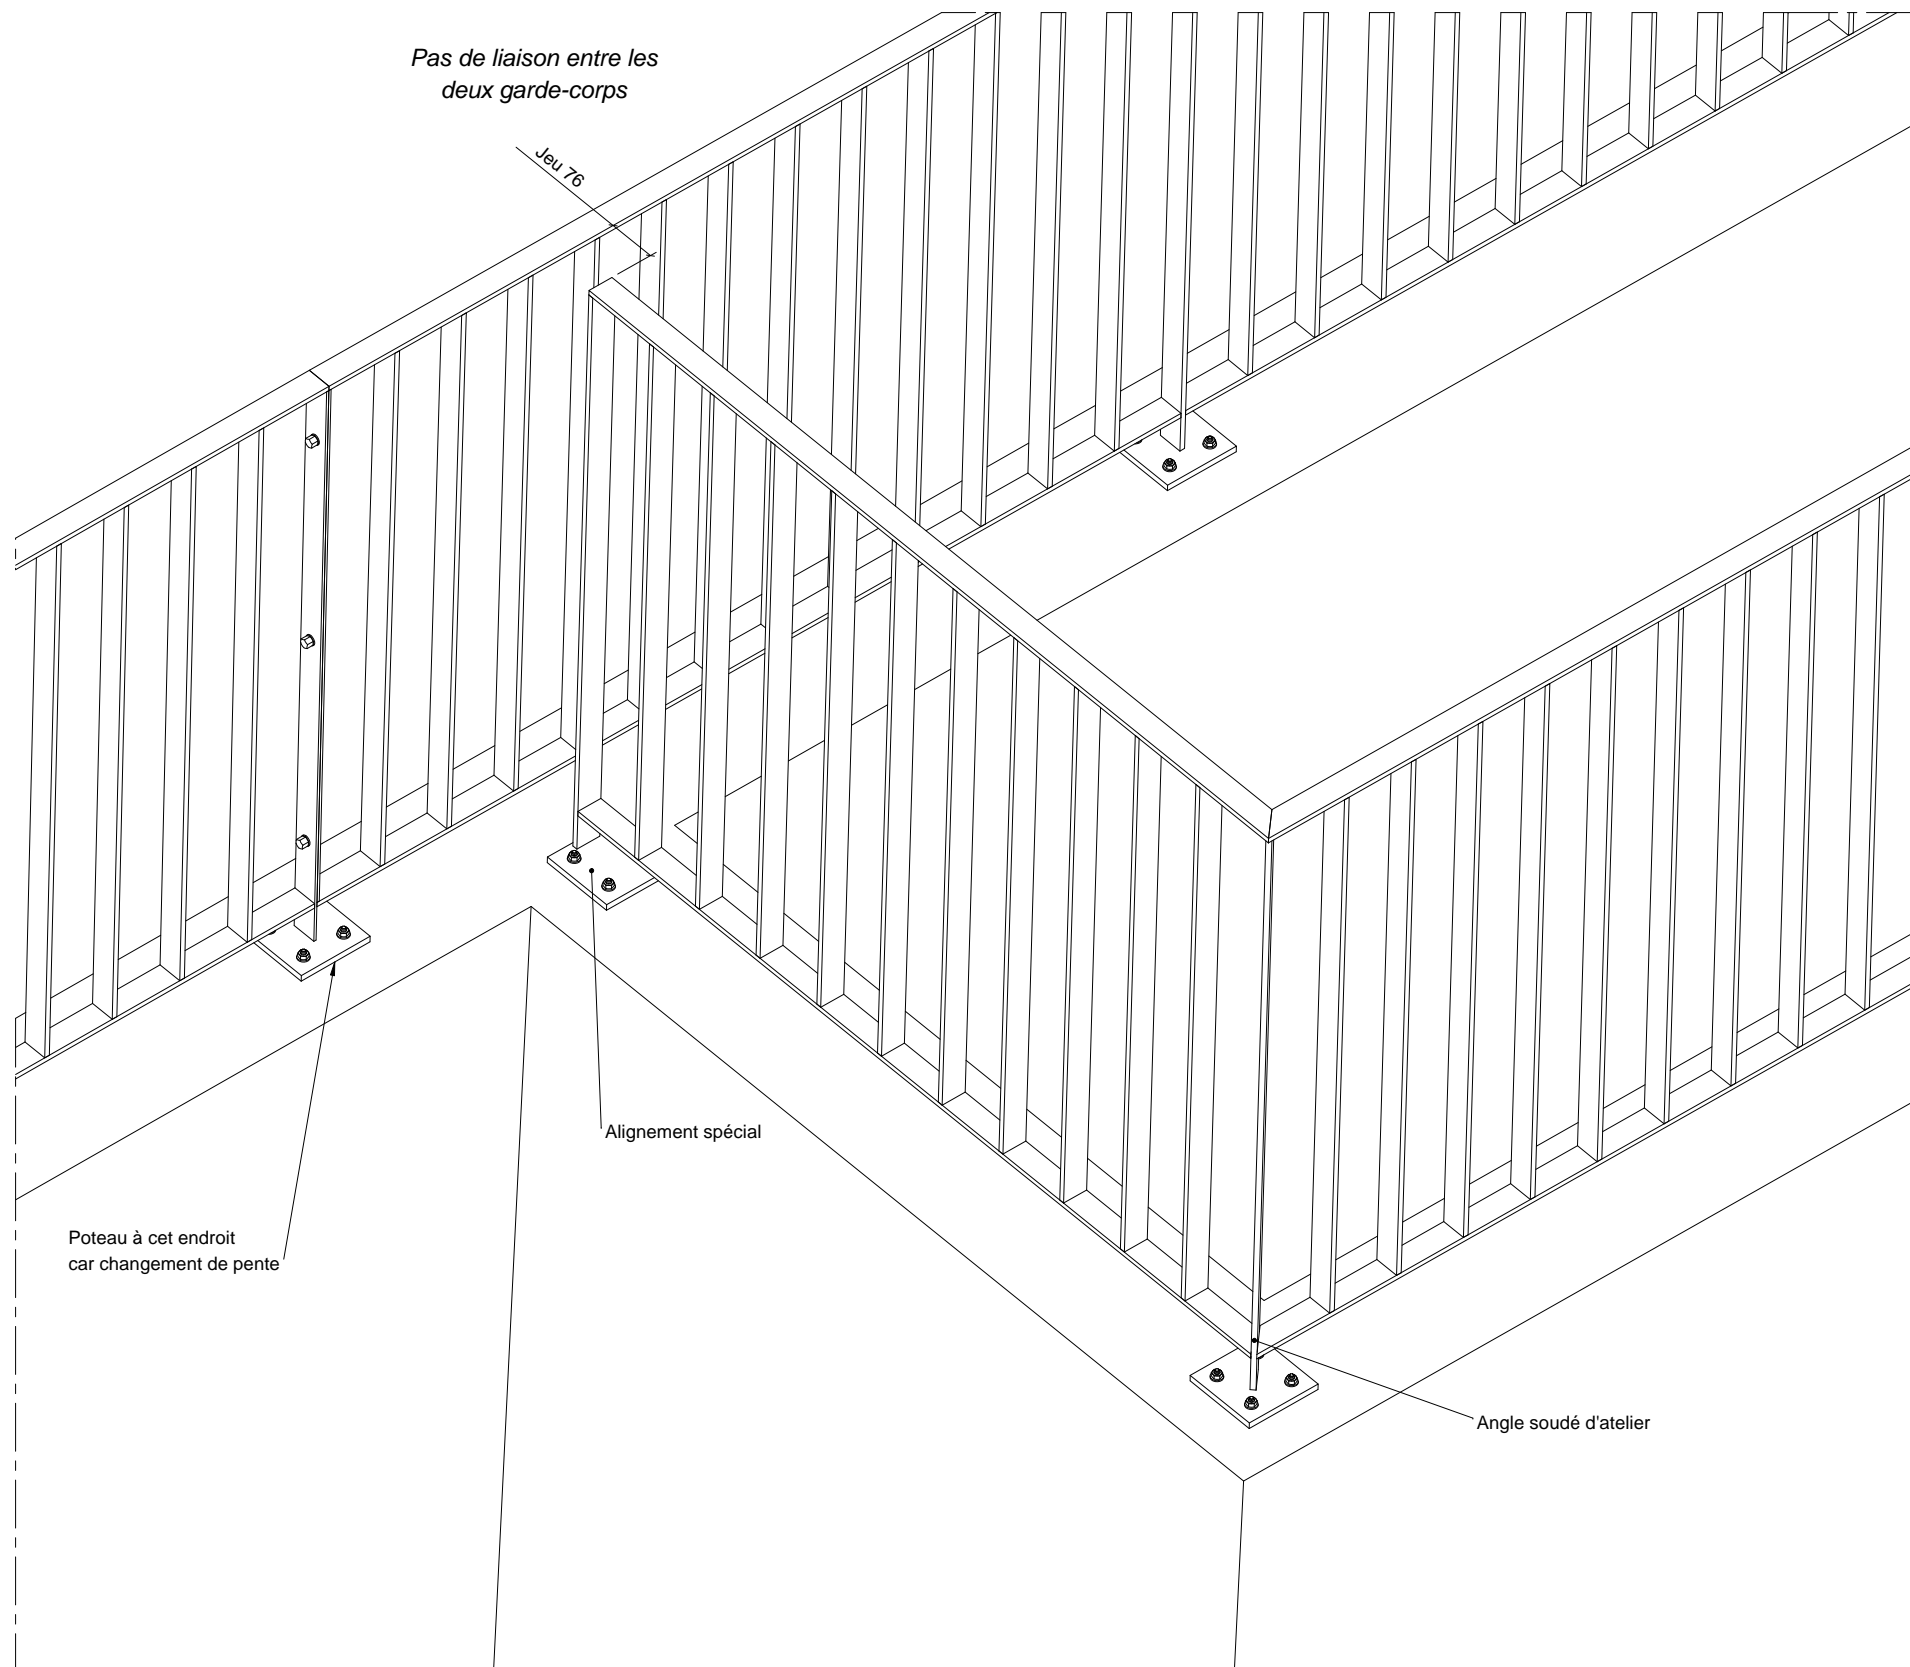 Pas de liaison entre les
deux garde-corps
Jeu 76
Alignement spécial
Poteau à cet endroit
car changement de pente
Angle soudé d'atelier